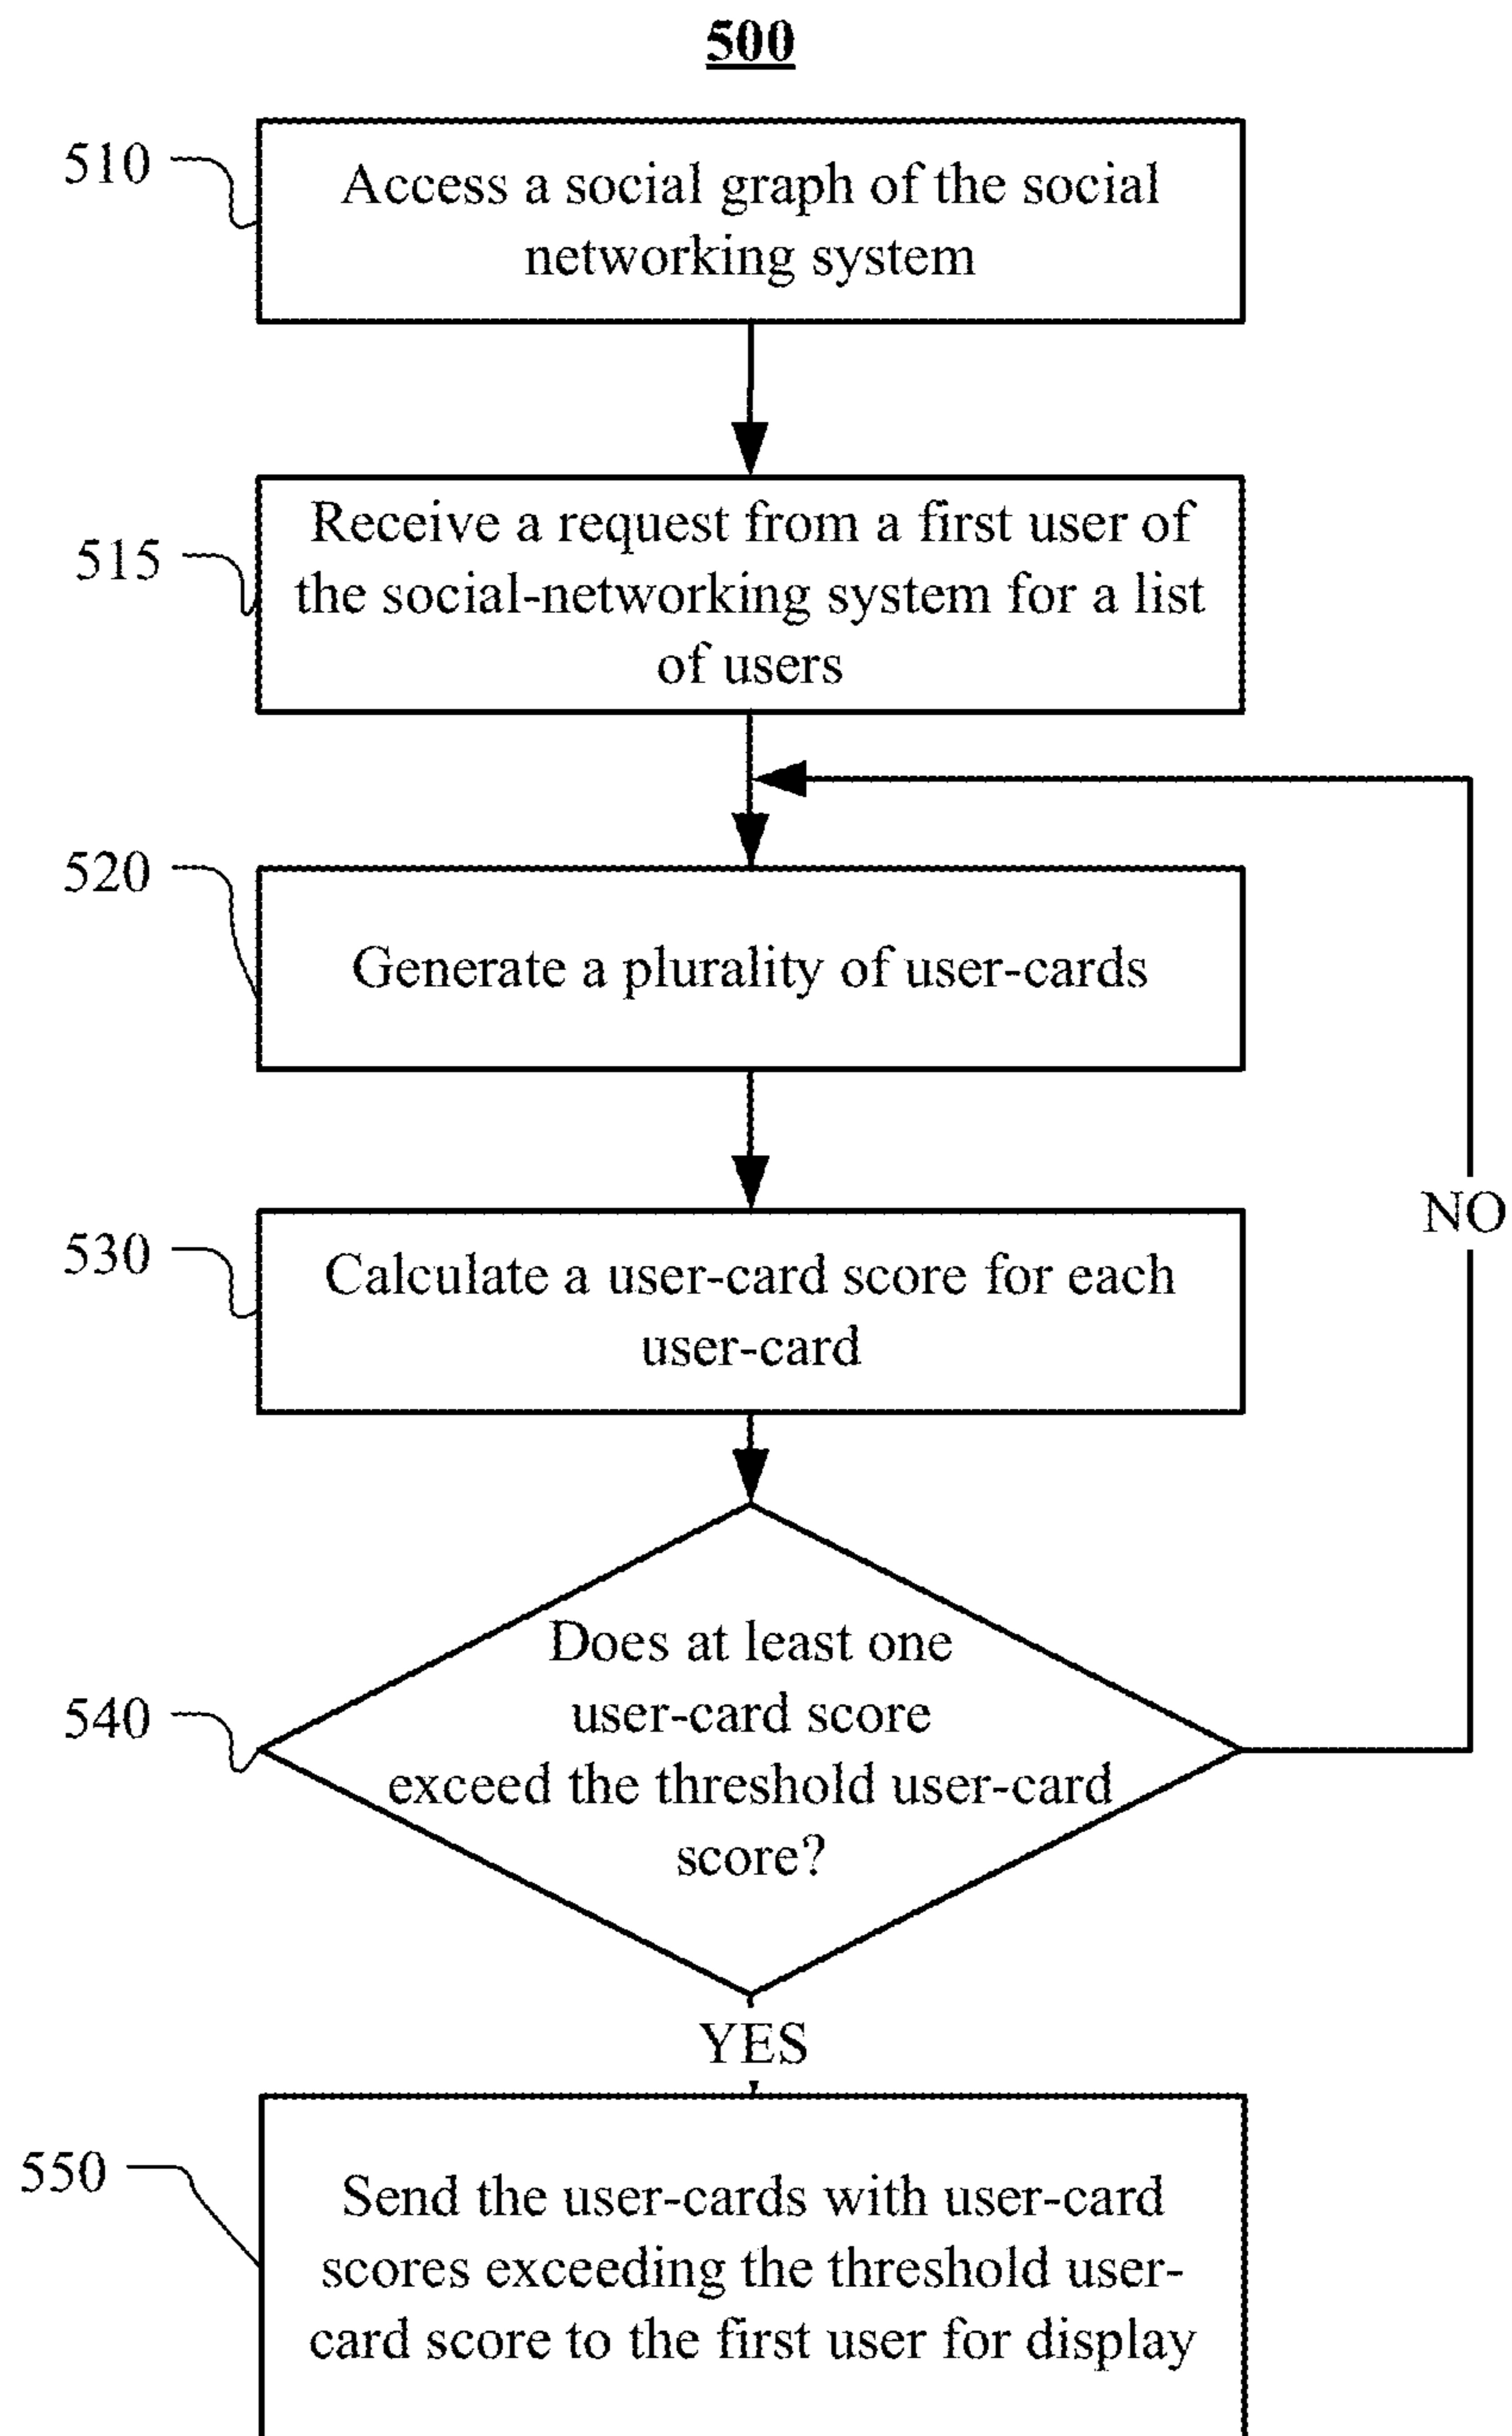 500
510
Access a social graph of the social
networking system
515
Receive a request from a first user of
the social-networking system for a list
of users
520
Generate a plurality of user-cards
530
Calculate a user-card score for each
user-card
NO
540
Does at least one
user-card score
exceed the threshold user-card
score?
YES
550
Send the user-cards with user-card
scores exceeding the threshold user-
card score to the first user for display